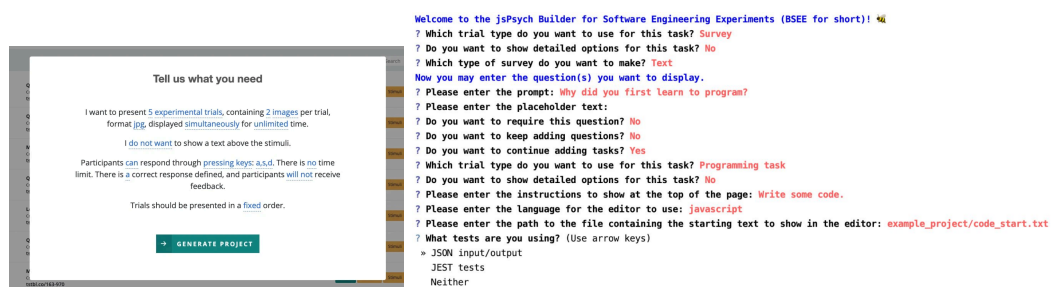 Search
Tell us what you need
I want to present 5 experimental trials, containing 2 images per trial,
format jpg, displayed simultaneously for unlimited time.
I do not want to show a text above the stimuli.
Participants can respond through pressing keys: a,s,d. There is no time
limit. There is a correct response defined, and participants will not receive
feedback.
Trials should be presented in a fixed order.
→ GENERATE PROJECT
Welcome to the jsPsych Builder for Software Engineering Experiments (BSEE for short)! 🐝
? Which trial type do you want to use for this task? Survey
? Do you want to show detailed options for this task? No
? Which type of survey do you want to make? Text
Now you may enter the question(s) you want to display.
? Please enter the prompt: Why did you first learn to program?
? Please enter the placeholder text:
? Do you want to require this question? No
? Do you want to keep adding questions? No
? Do you want to continue adding tasks? Yes
? Which trial type do you want to use for this task? Programming task
? Do you want to show detailed options for this task? No
? Please enter the instructions to show at the top of the page: Write some code.
? Please enter the language for the editor to use: javascript
? Please enter the path to the file containing the starting text to show in the editor: example_project/code_start.txt
? What tests are you using? (Use arrow keys)
» JSON input/output
JEST tests
Neither